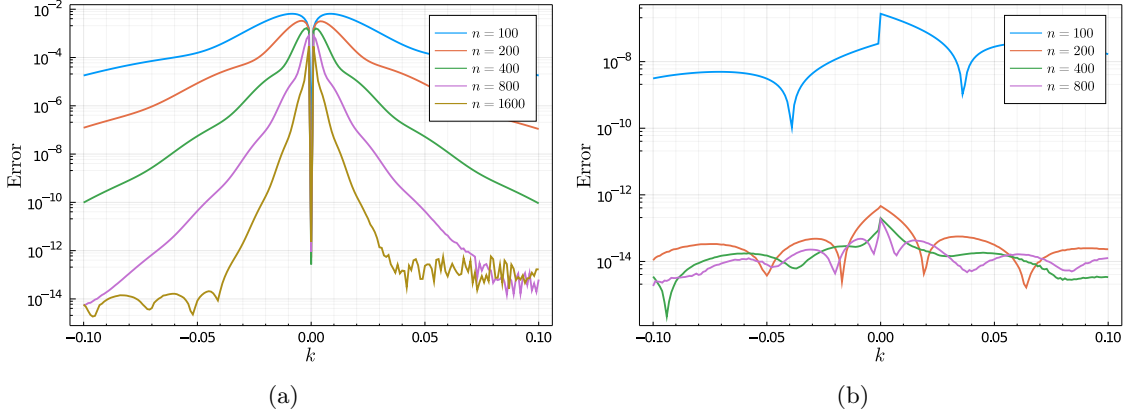 10⁻²
10⁻⁴
10⁻⁶
10⁻⁸
10⁻¹⁰
10⁻¹²
10⁻¹⁴
Error
−0.10
−0.05
0.00
0.05
0.10
k
n = 100
n = 200
n = 400
n = 800
n = 1600
(a)
10⁻⁸
10⁻¹⁰
10⁻¹²
10⁻¹⁴
Error
−0.10
−0.05
0.00
0.05
0.10
k
n = 100
n = 200
n = 400
n = 800
(b)